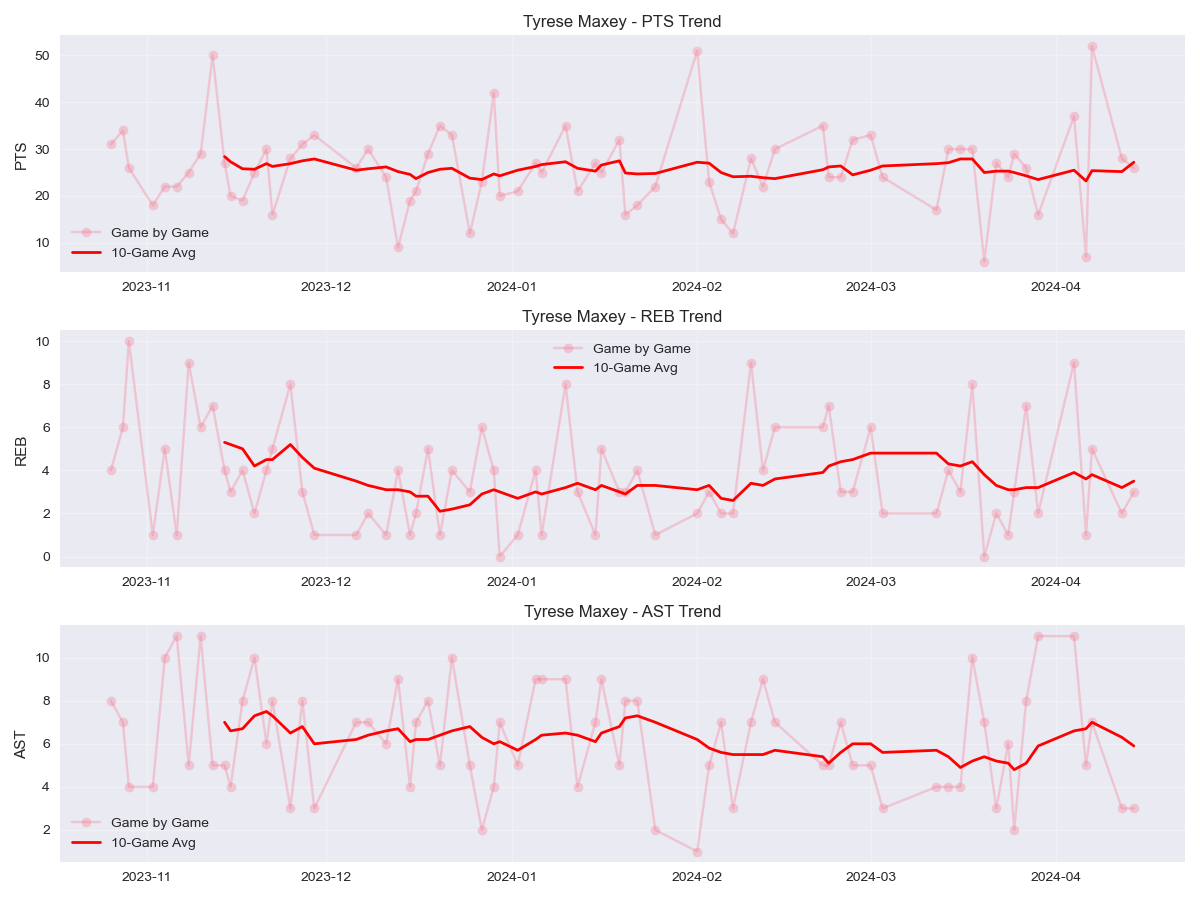 Tyrese Maxey - PTS Trend
50
40
30
20
10
PTS
Game by Game
10-Game Avg
2023-11 2023-12 2024-01 2024-02 2024-03 2024-04
Tyrese Maxey - REB Trend
10
8
6
4
2
0
REB
Game by Game
10-Game Avg
2023-11 2023-12 2024-01 2024-02 2024-03 2024-04
Tyrese Maxey - AST Trend
10
8
6
4
2
AST
Game by Game
10-Game Avg
2023-11 2023-12 2024-01 2024-02 2024-03 2024-04